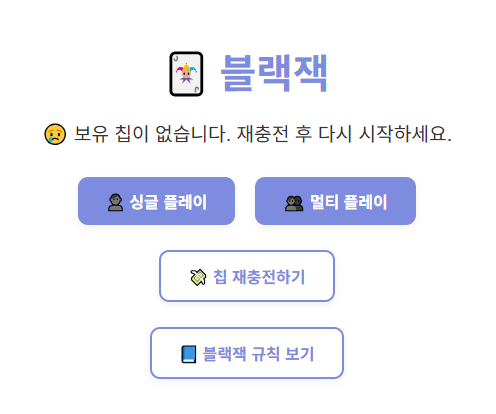 블랙잭
보유 칩이 없습니다. 재충전 후 다시 시작하세요.
싱글 플레이
멀티 플레이
칩 재충전하기
블랙잭 규칙 보기